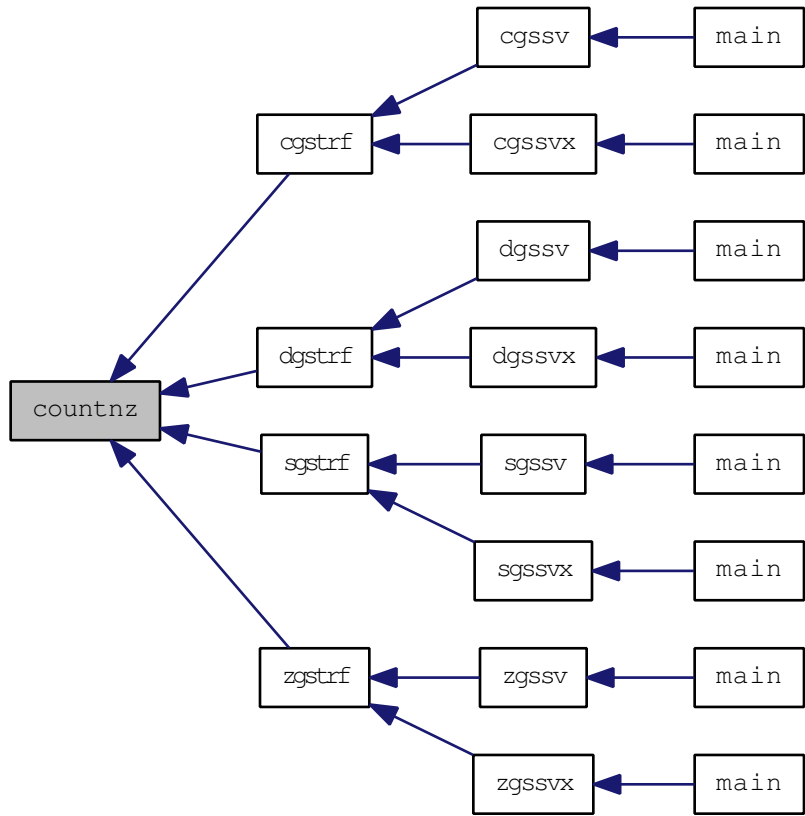 cgssv main
cgstrf cgssvx main
dgssv main
dgstrf dgssvx main
countnz
sgstrf sgssv main
sgssvx main
zgstrf zgssv main
zgssvx main